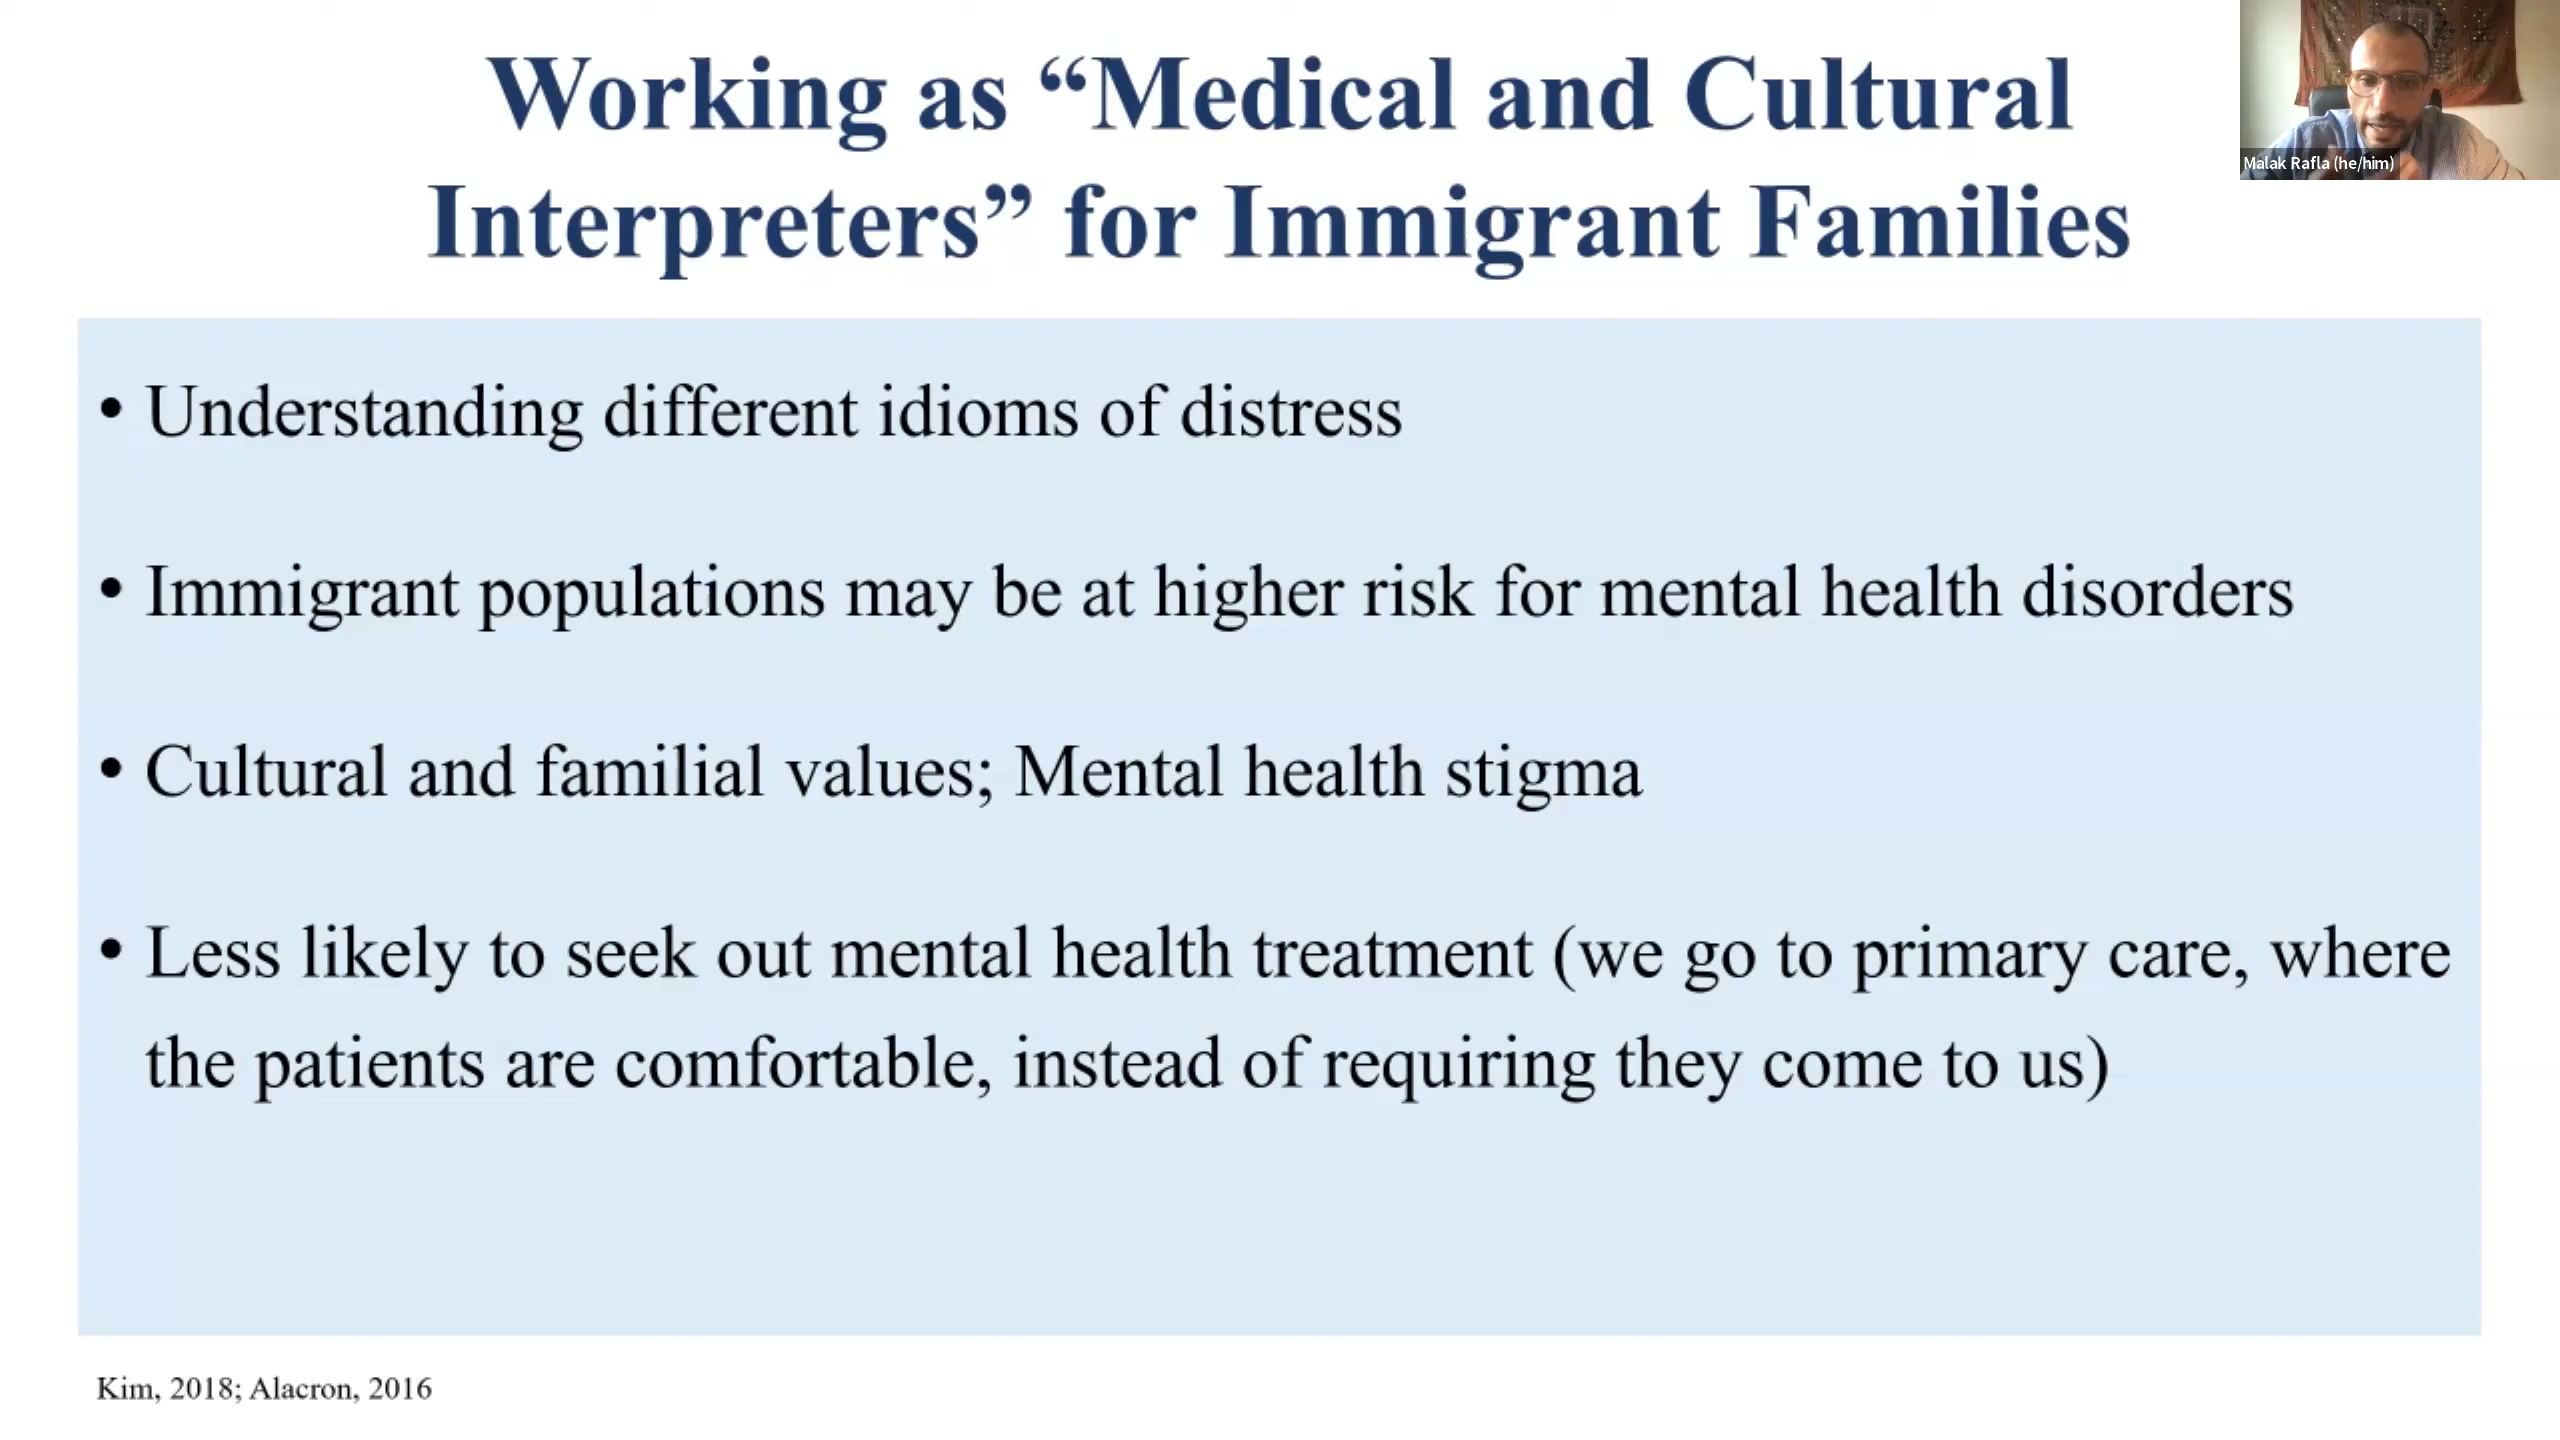 Working as “Medical and Cultural
Interpreters” for Immigrant Families
Malak Rafla (he/him)
• Understanding different idioms of distress
• Immigrant populations may be at higher risk for mental health disorders
• Cultural and familial values; Mental health stigma
• Less likely to seek out mental health treatment (we go to primary care, where
the patients are comfortable, instead of requiring they come to us)
Kim, 2018; Alacron, 2016